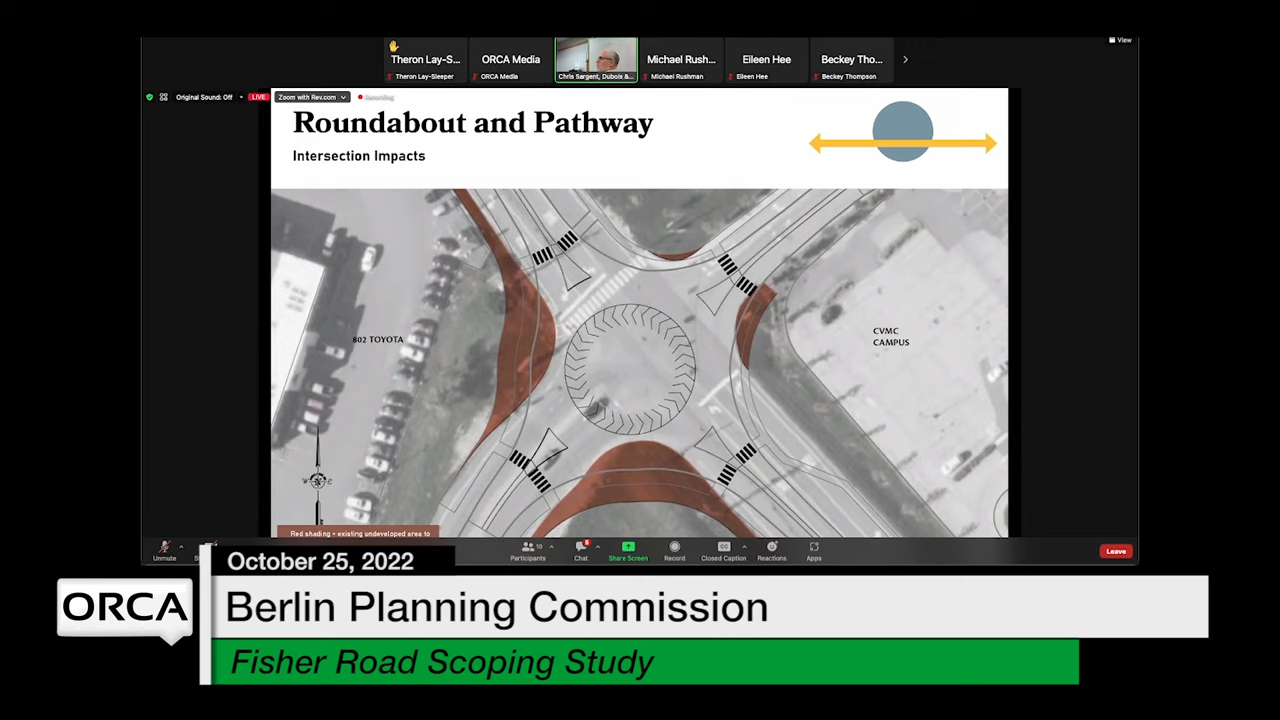 View
Theron Lay-S...
ORCA Media
Michael Rush...
Eileen Hee
Beckey Tho...
Theron Lay-Sleeper
ORCA Media
Chris Sargent, Dubois &...
Michael Rushman
Eileen Hee
Beckey Thompson
Original Sound: Off
LIVE
Zoom with Rev.com
Recording
Roundabout and Pathway
Intersection Impacts
802 TOYOTA
CVMC
CAMPUS
Red shading = existing undeveloped area to
Unmute
Participants
10
Chat
Share Screen
Record
CC
Closed Caption
Reactions
Apps
Leave
October 25, 2022
ORCA
Berlin Planning Commission
Fisher Road Scoping Study